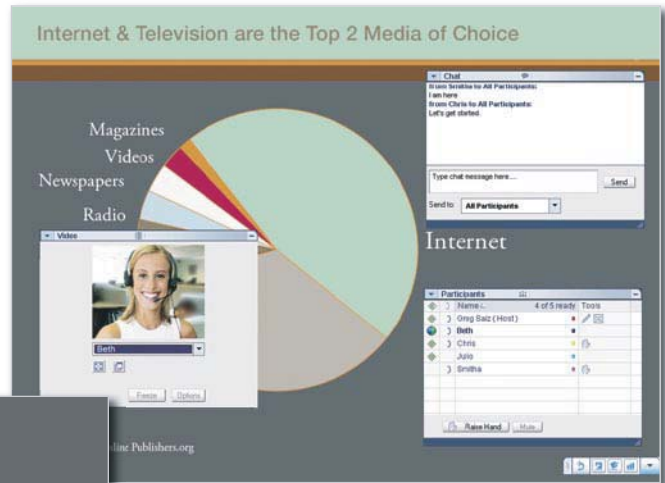 Internet & Television are the Top 2 Media of Choice
Chat
from Smitha to All Participants:
I am here
from Chris to All Participants:
Let's get started.
Type chat message here...
Send
Send to: All Participants
Magazines
Videos
Newspapers
Radio
Internet
Video
Beth
Freeze Options
Participants
Name 4 of 5 ready Tools
Greg Saiz (Host)
Beth
Chris
Julio
Smitha
Raise Hand Mute
Publishers.org